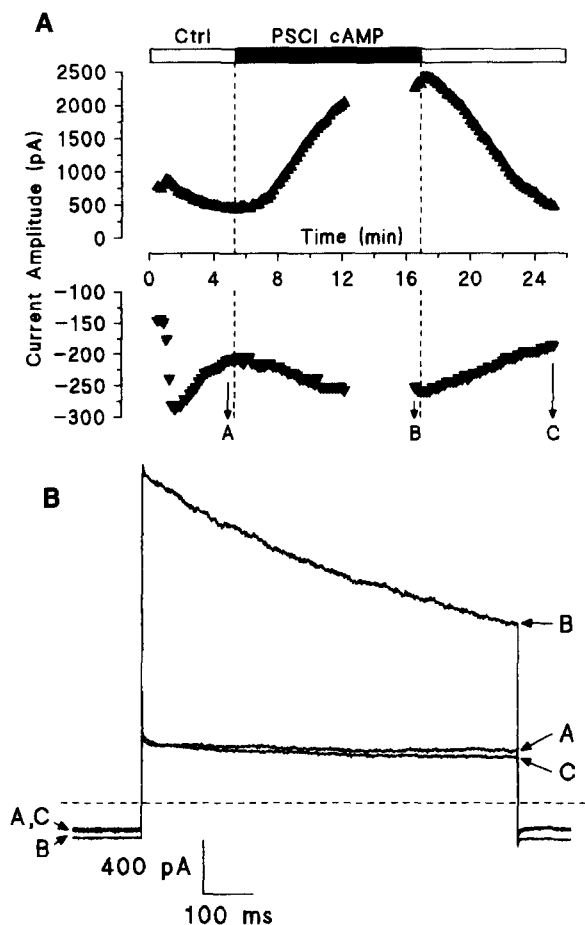 A
Ctrl
PSCl cAMP
2500
2000
1500
1000
500
0
Current Amplitude (pA)
Time (min)
0 4 8 12 16 20 24
-100
-150
-200
-250
-300
A
B
C
B
B
A
C
A,C
B
400 pA
100 ms